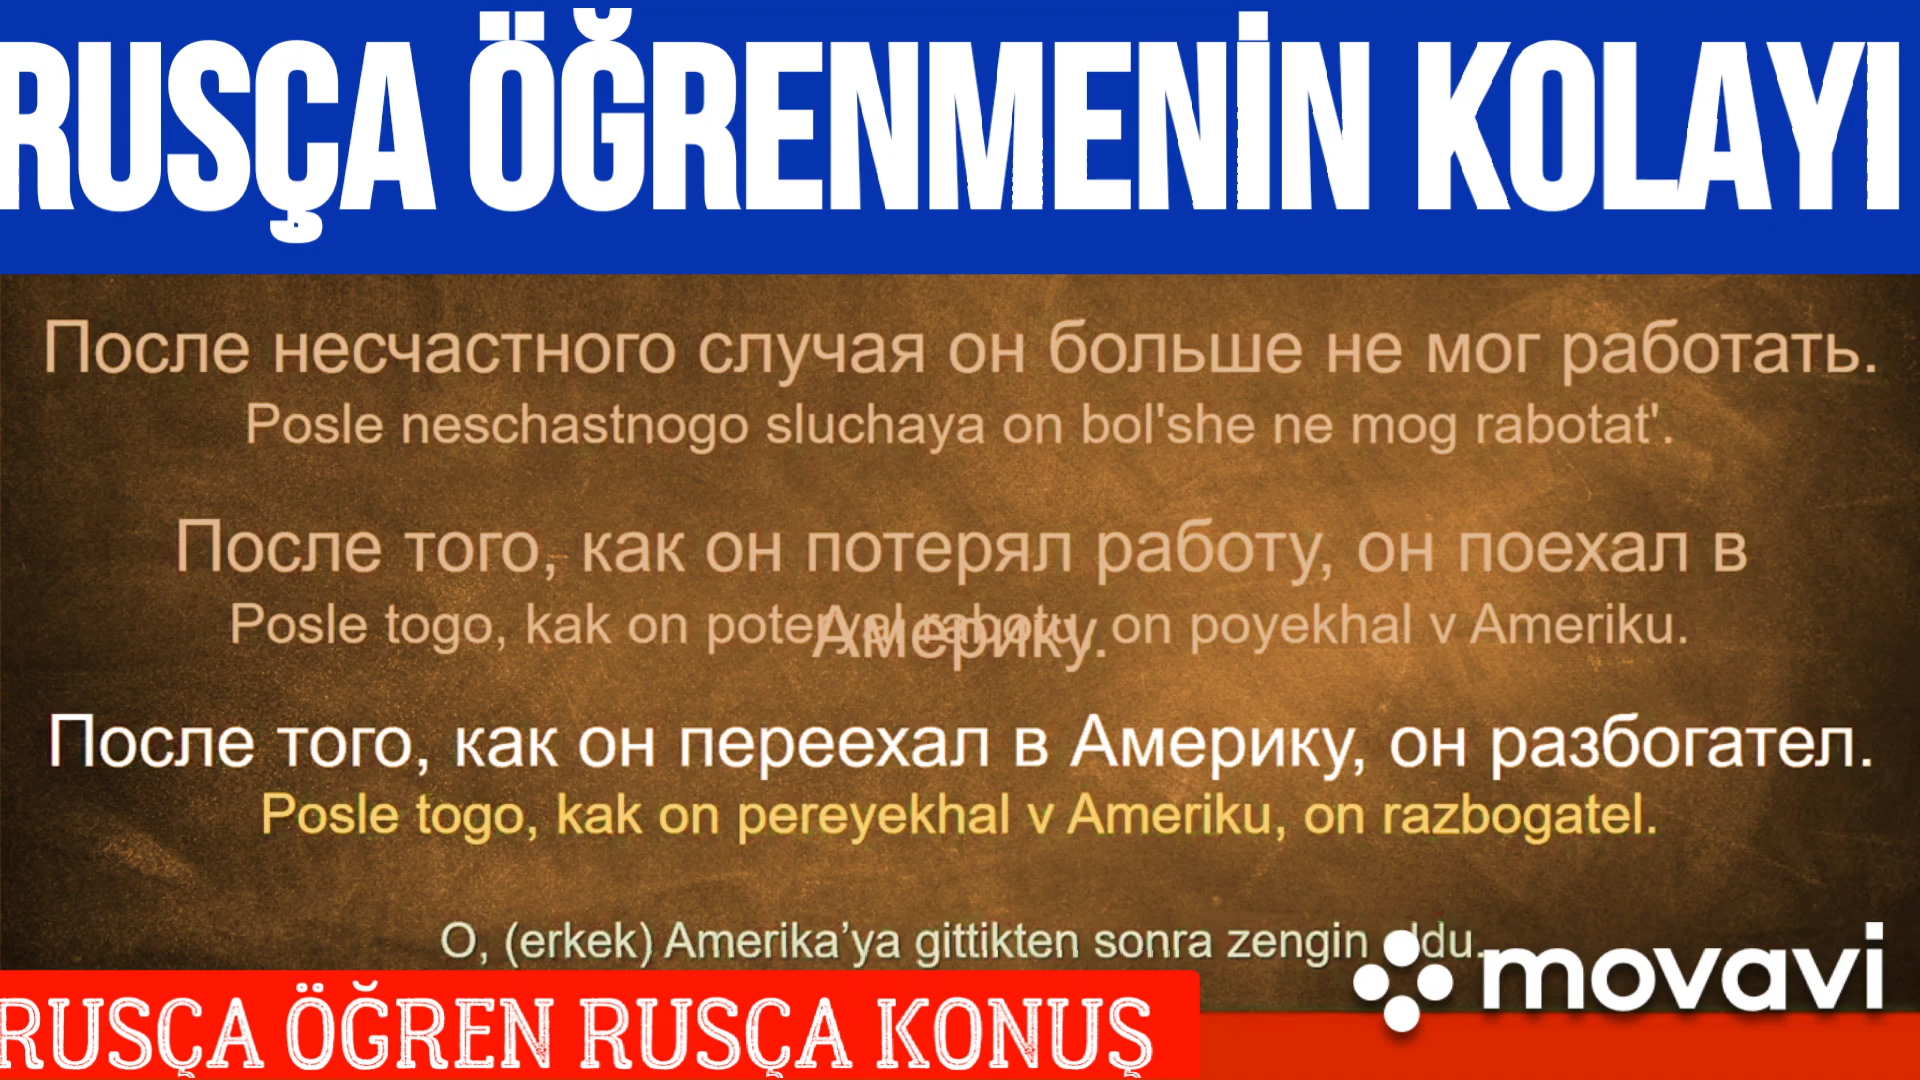 RUSÇA ÖĞRENMENİN KOLAYI
После несчастного случая он больше не мог работать.
Posle neschastnogo sluchaya on bol'she ne mog rabotat'.
После того, как он потерял работу, он поехал в
Америку.
Posle togo, kak on poteryal rabotu, on poyekhal v Ameriku.
После того, как он переехал в Америку, он разбогател.
Posle togo, kak on pereyekhal v Ameriku, on razbogatel.
O, (erkek) Amerika’ya gittikten sonra zengin oldu.
movavi
RUSÇA ÖĞREN RUSÇA KONUŞ